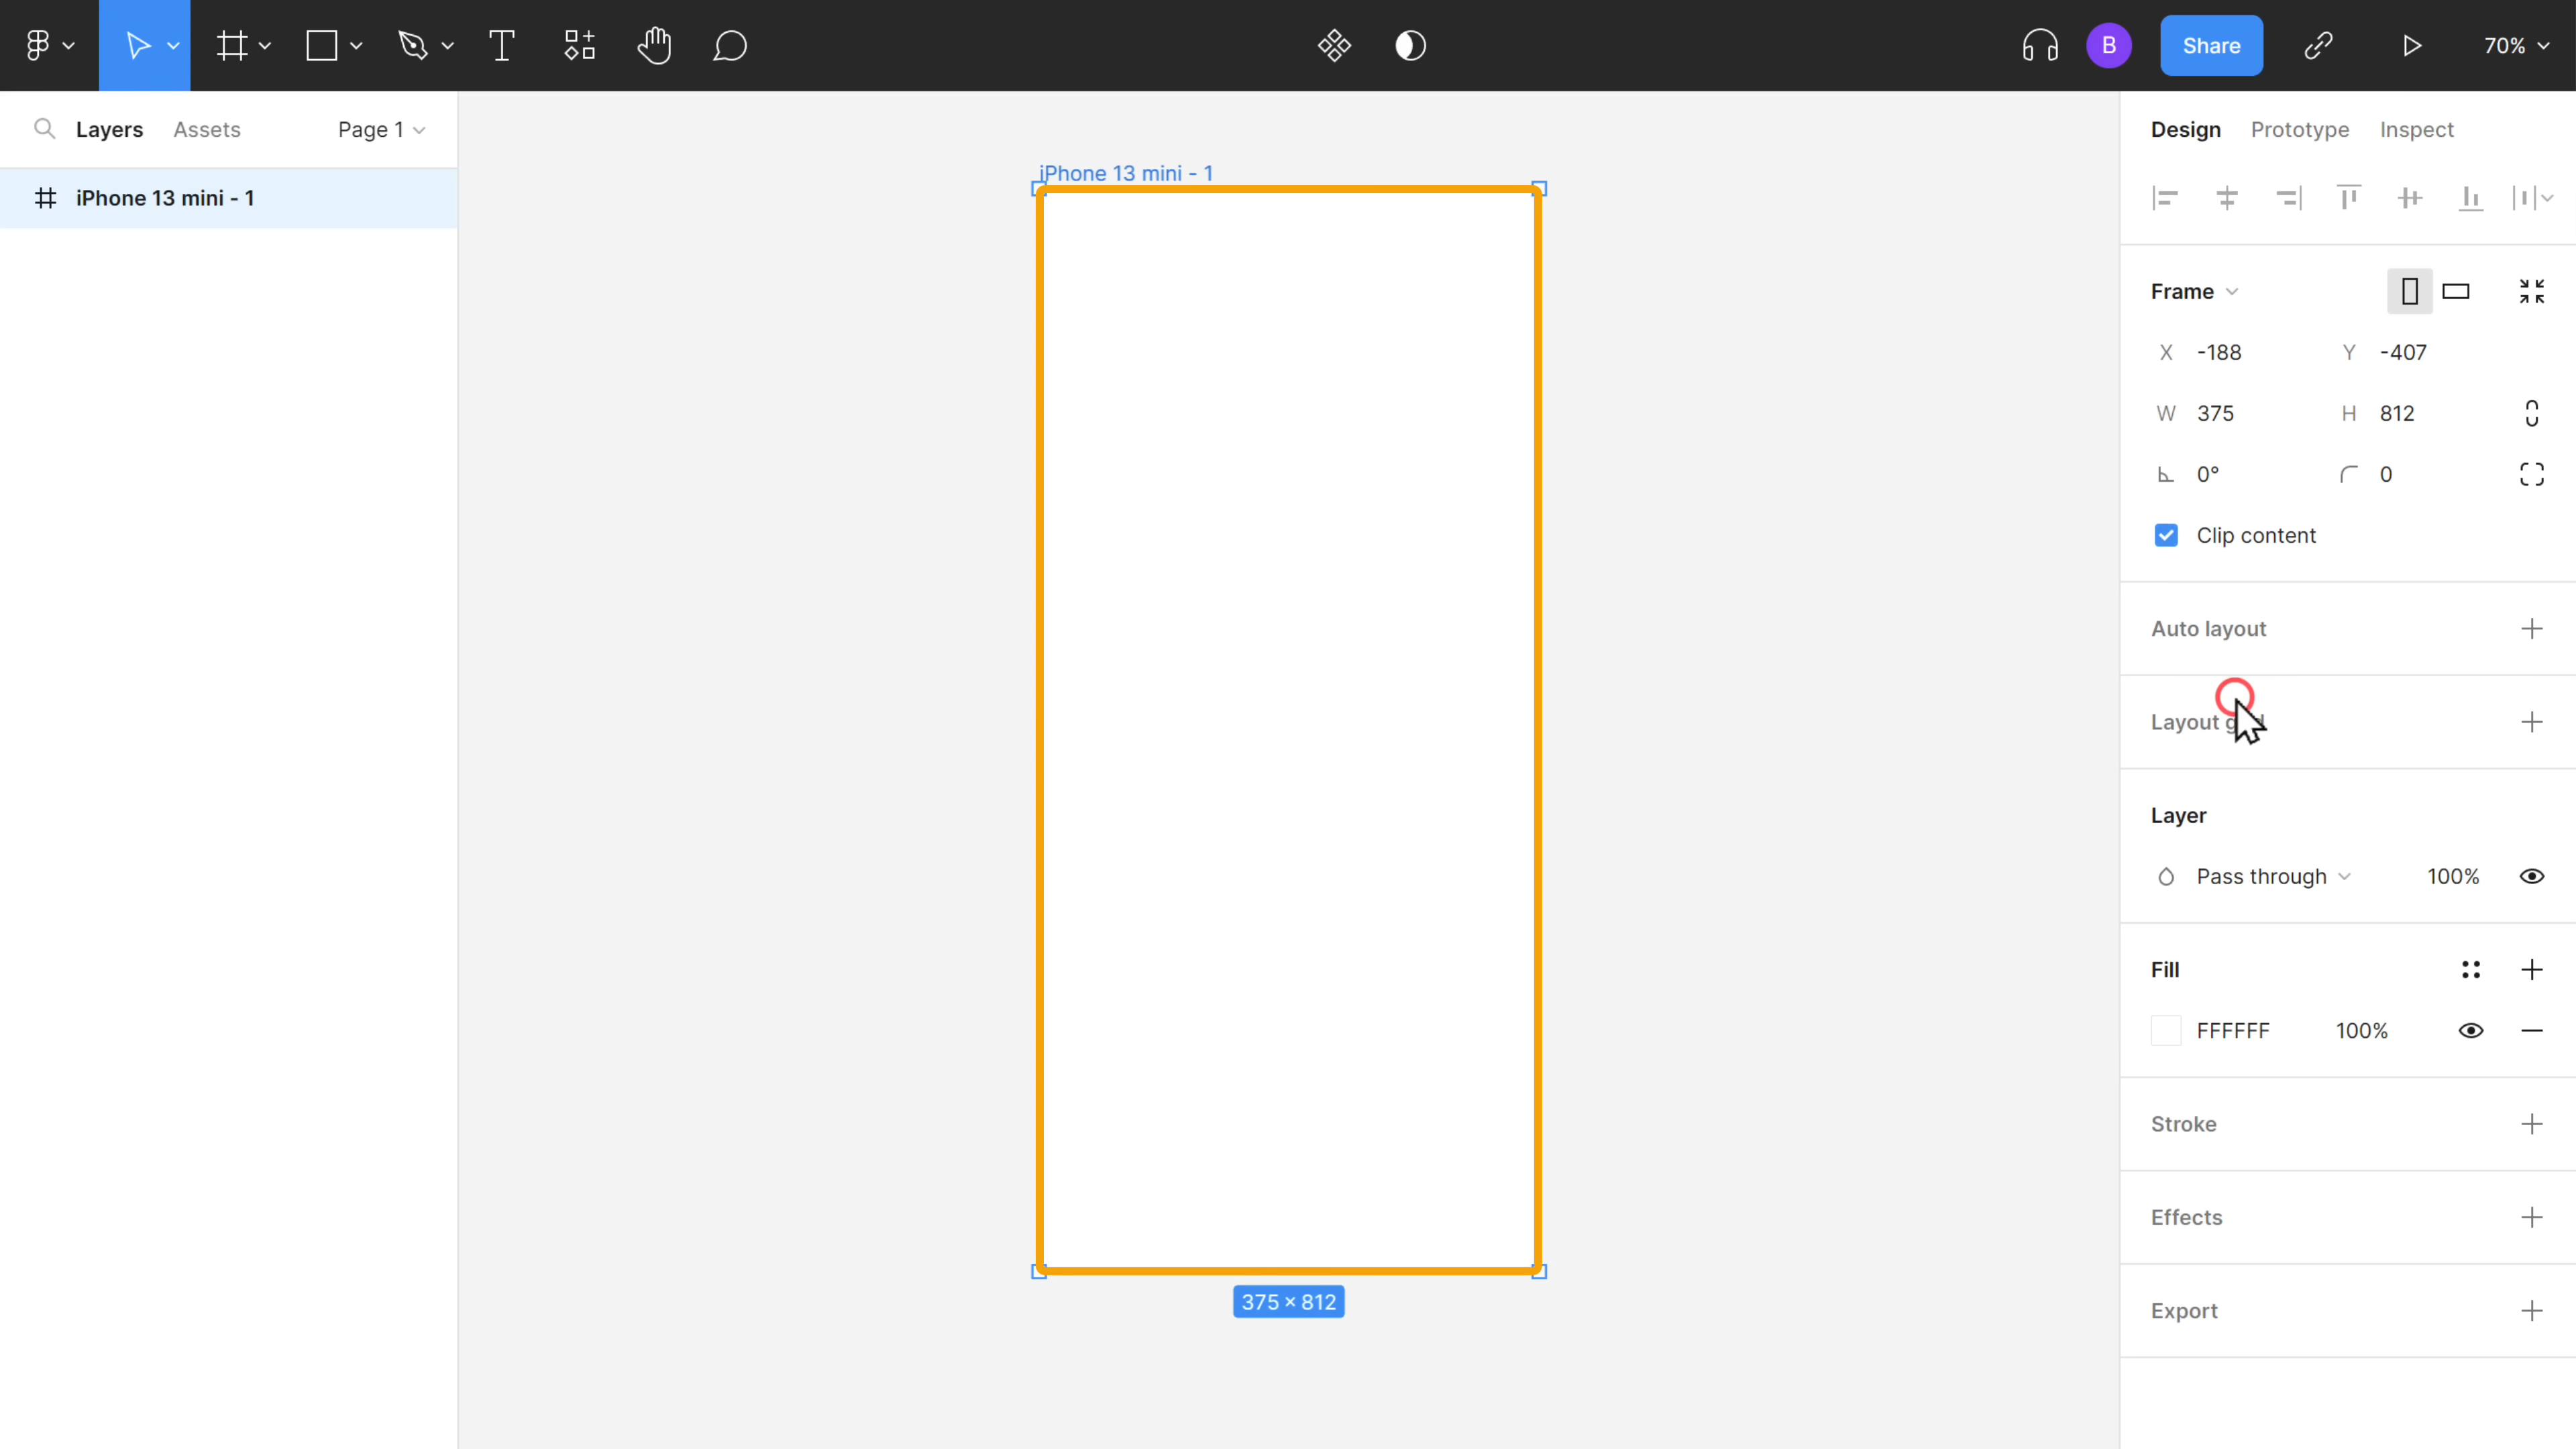 B
Share
70%
Layers
Assets
Page 1
iPhone 13 mini - 1
iPhone 13 mini - 1
375 × 812
Design
Prototype
Inspect
Frame
X -188
Y -407
W 375
H 812
0°
0
Clip content
Auto layout
Layout
Layer
Pass through
100%
Fill
FFFFFF
100%
Stroke
Effects
Export